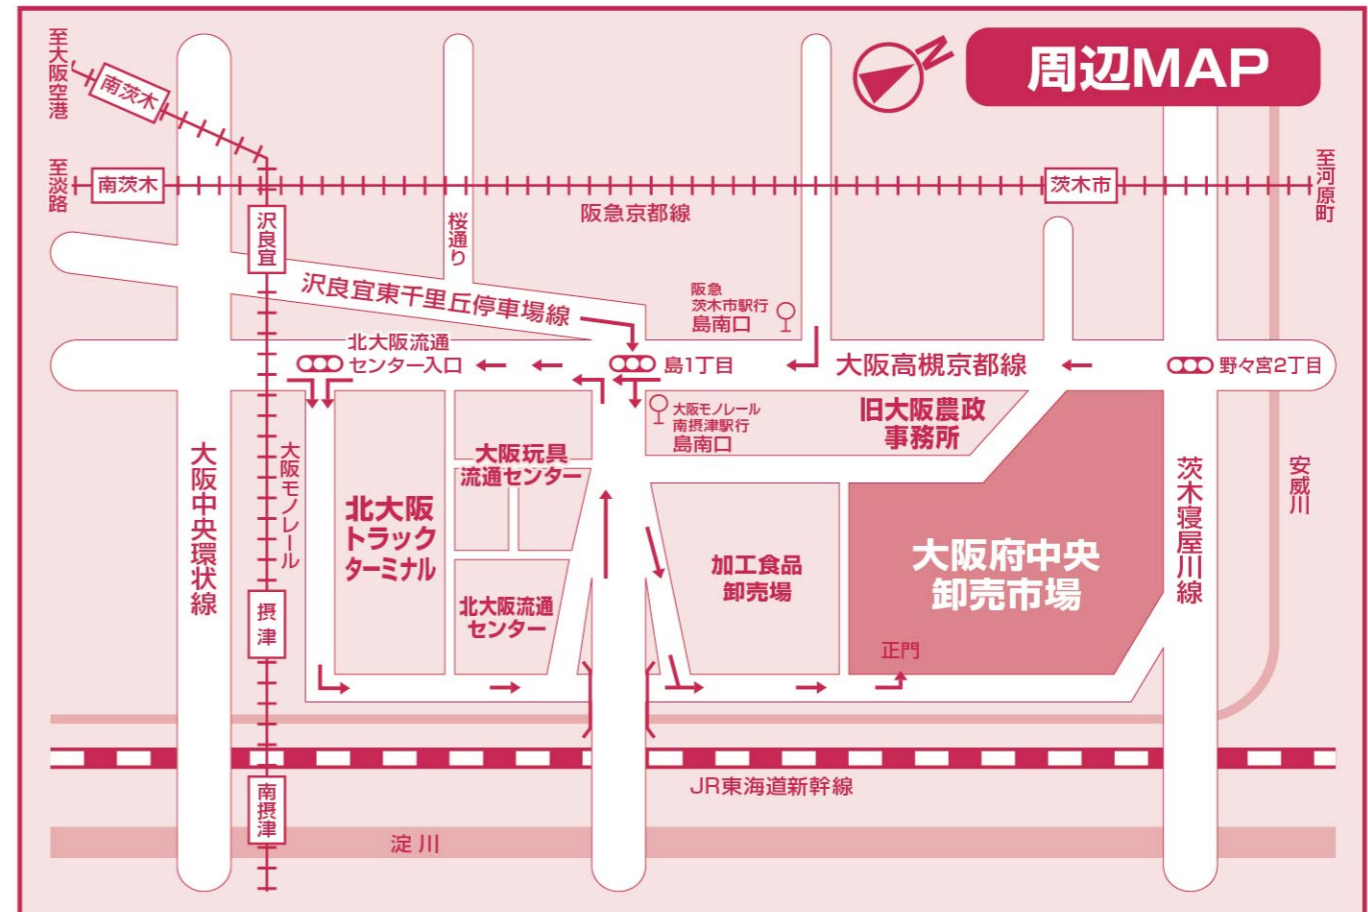 周辺MAP
N
至大阪空港
南茨木
至淡路
南茨木
沢良宜
桜通り
阪急京都線
茨木市
至河原町
沢良宜東千里丘停車場線
阪急
茨木市駅行
島南口
北大阪流通
センター入口
島1丁目
大阪高槻京都線
野々宮2丁目
大阪モノレール
南摂津駅行
島南口
旧大阪農政
事務所
大阪中央環状線
大阪モノレール
北大阪
トラック
ターミナル
大阪玩具
流通センター
北大阪流通
センター
加工食品
卸売場
大阪府中央
卸売市場
正門
茨木寝屋川線
安威川
摂津
JR東海道新幹線
南摂津
淀川